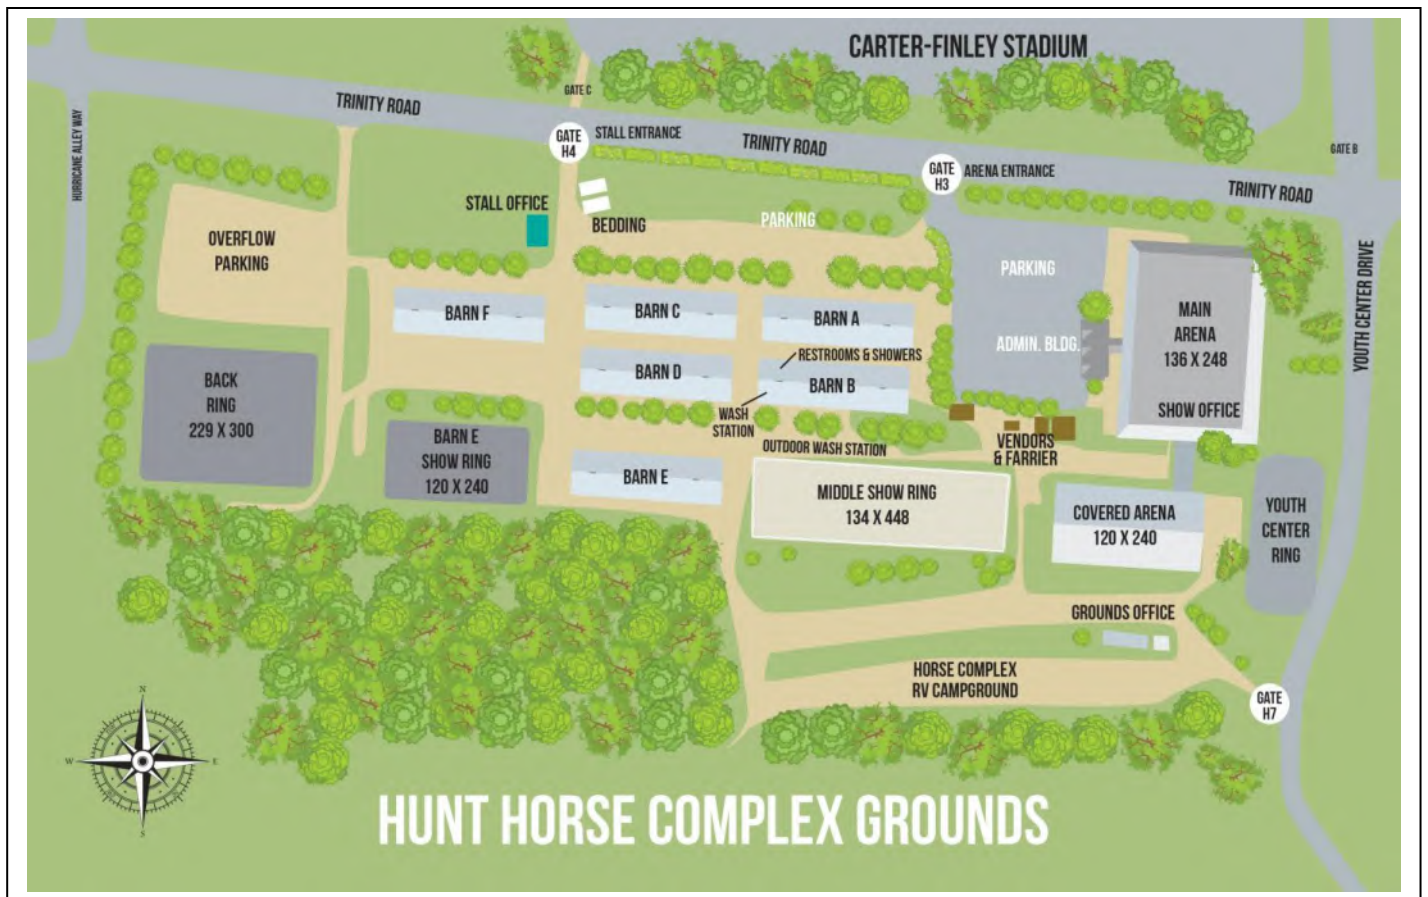 CARTER-FINLEY STADIUM
GATE C
TRINITY ROAD
HURRICANE ALLEY WAY
GATE
H4
STALL ENTRANCE
TRINITY ROAD
GATE B
GATE
H3
ARENA ENTRANCE
TRINITY ROAD
STALL OFFICE
BEDDING
PARKING
OVERFLOW
PARKING
PARKING
YOUTH CENTER DRIVE
BARN F
BARN C
BARN A
MAIN
ARENA
136 X 248
ADMIN. BLDG.
RESTROOMS & SHOWERS
BARN D
BARN B
BACK
RING
229 X 300
SHOW OFFICE
WASH
STATION
BARN E
SHOW RING
120 X 240
OUTDOOR WASH STATION
VENDORS
& FARRIER
BARN E
MIDDLE SHOW RING
134 X 448
COVERED ARENA
120 X 240
YOUTH
CENTER
RING
GROUNDS OFFICE
HORSE COMPLEX
RV CAMPGROUND
GATE
H7
N
W
E
S
HUNT HORSE COMPLEX GROUNDS